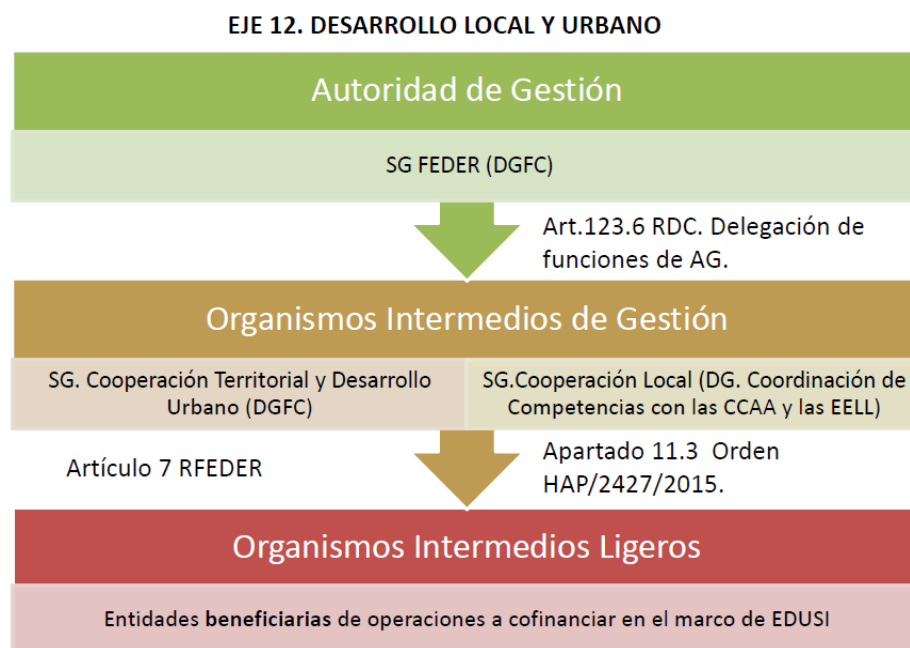 EJE 12. DESARROLLO LOCAL Y URBANO
Autoridad de Gestión
SG FEDER (DGFC)
Art.123.6 RDC. Delegación de
funciones de AG.
Organismos Intermedios de Gestión
SG. Cooperación Territorial y Desarrollo
Urbano (DGFC)
SG.Cooperación Local (DG. Coordinación de
Competencias con las CCAA y las EELL)
Artículo 7 RFEDER
Apartado 11.3 Orden
HAP/2427/2015.
Organismos Intermedios Ligeros
Entidades beneficiarias de operaciones a cofinanciar en el marco de EDUSI